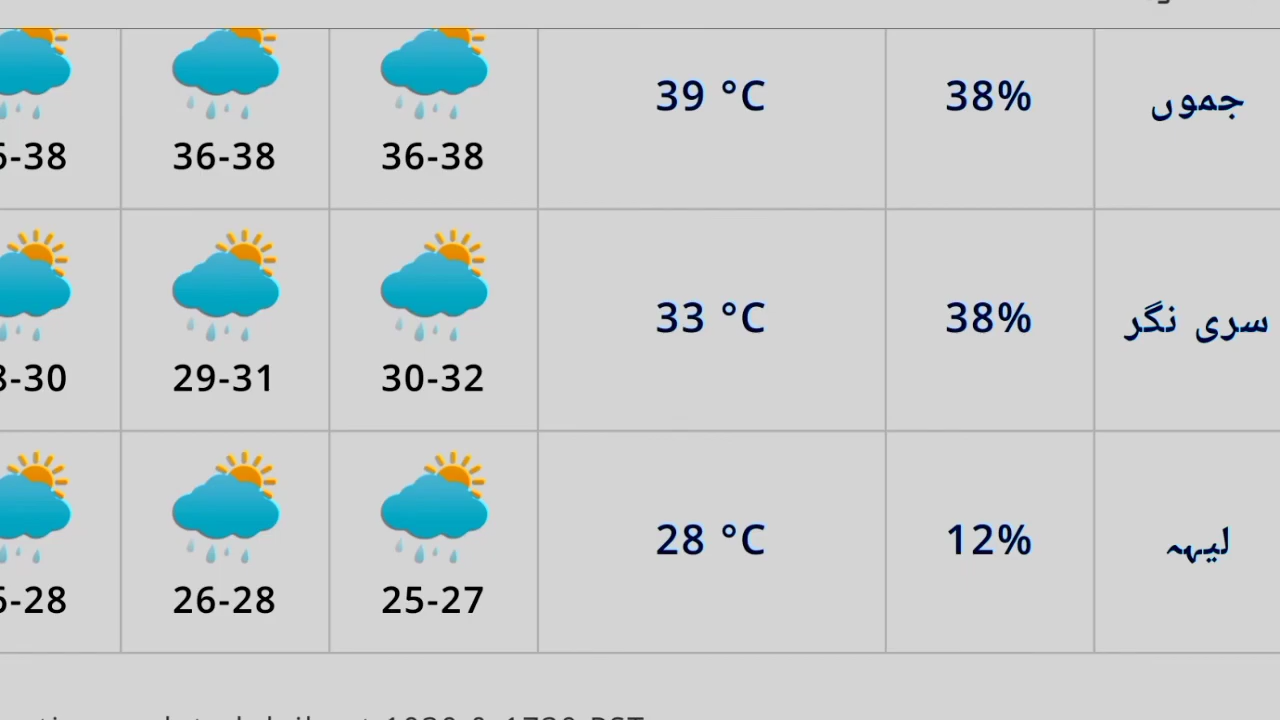 39 °C 38% جموں
36-38 36-38
33 °C 38% سری نگر
29-31 30-32
28 °C 12% لیہہ
26-28 25-27